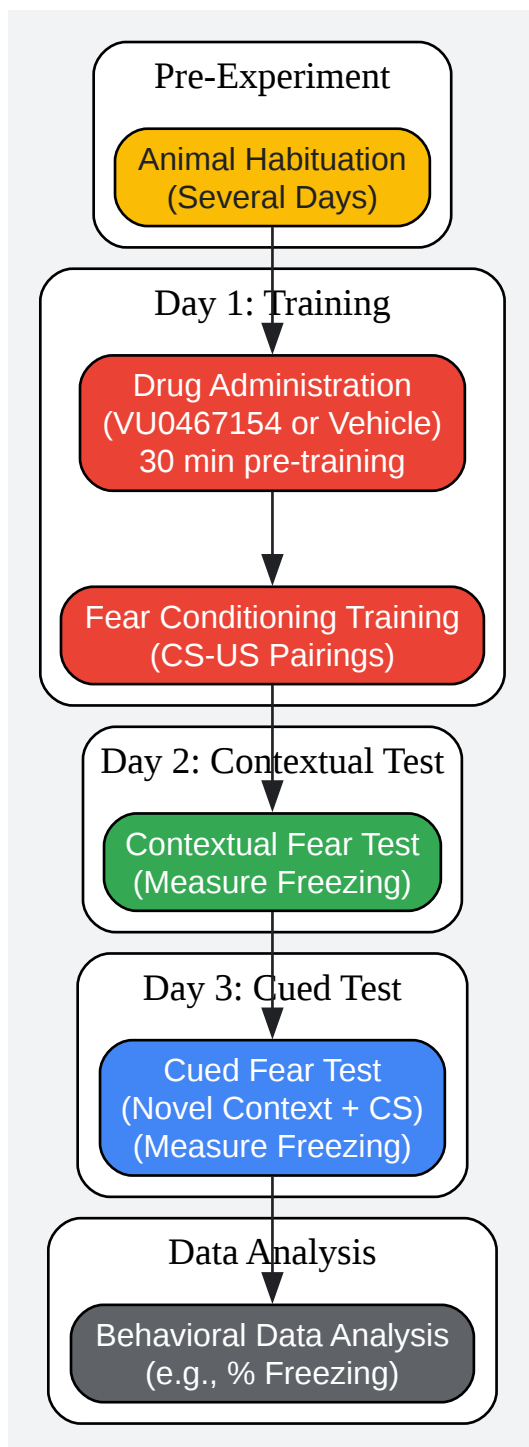 Pre-Experiment
Animal Habituation
(Several Days)
Day 1: Training
Drug Administration
(VU0467154 or Vehicle)
30 min pre-training
Fear Conditioning Training
(CS-US Pairings)
Day 2: Contextual Test
Contextual Fear Test
(Measure Freezing)
Day 3: Cued Test
Cued Fear Test
(Novel Context + CS)
(Measure Freezing)
Data Analysis
Behavioral Data Analysis
(e.g., % Freezing)